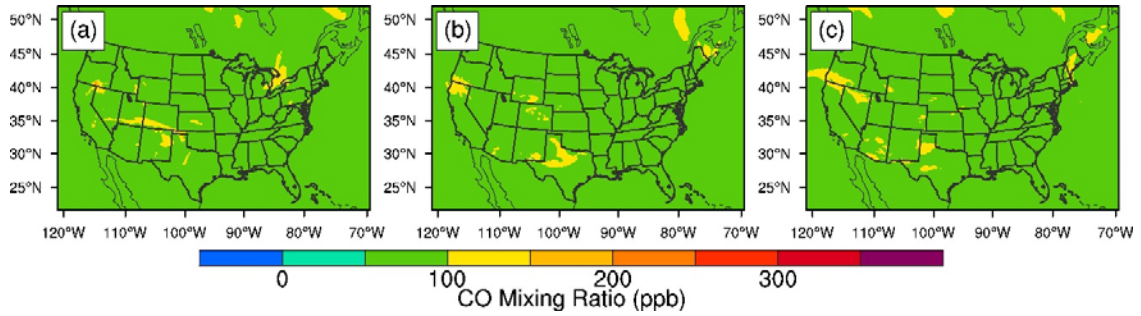 (a) (b) (c)
50°N 50°N 50°N
45°N 45°N 45°N
40°N 40°N 40°N
35°N 35°N 35°N
30°N 30°N 30°N
25°N 25°N 25°N
120°W 110°W 100°W 90°W 80°W 70°W 120°W 110°W 100°W 90°W 80°W 70°W 120°W 110°W 100°W 90°W 80°W 70°W
0 100 200 300
CO Mixing Ratio (ppb)